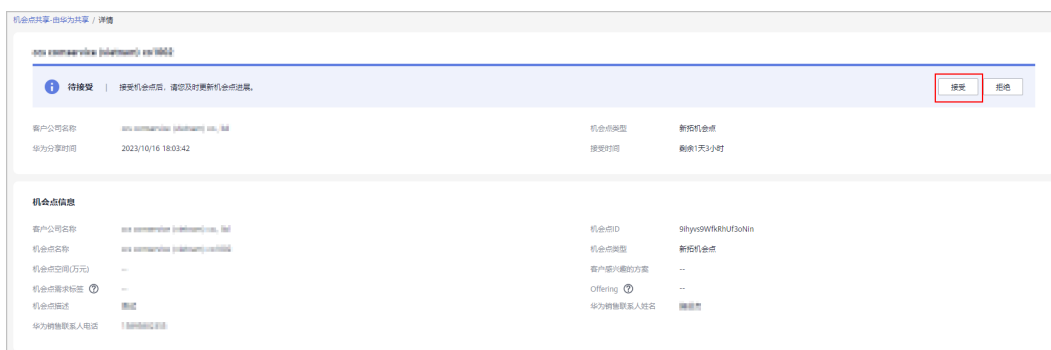 机会点共享-由华为共享 / 详情
待接受 | 接受机会点后，请您及时更新机会点进展。 接受 拒绝
客户公司名称 机会点类型 新拓机会点
华为分享时间 2023/10/16 18:03:42 接受时间 剩余1天3小时
机会点信息
客户公司名称 机会点ID 9ihyvs9WfkRhUf3oNin
机会点名称 机会点类型 新拓机会点
机会点空间(万元) -- 客户感兴趣的方案 --
机会点需求标签 -- Offering --
机会点描述 华为销售联系人姓名
华为销售联系人电话